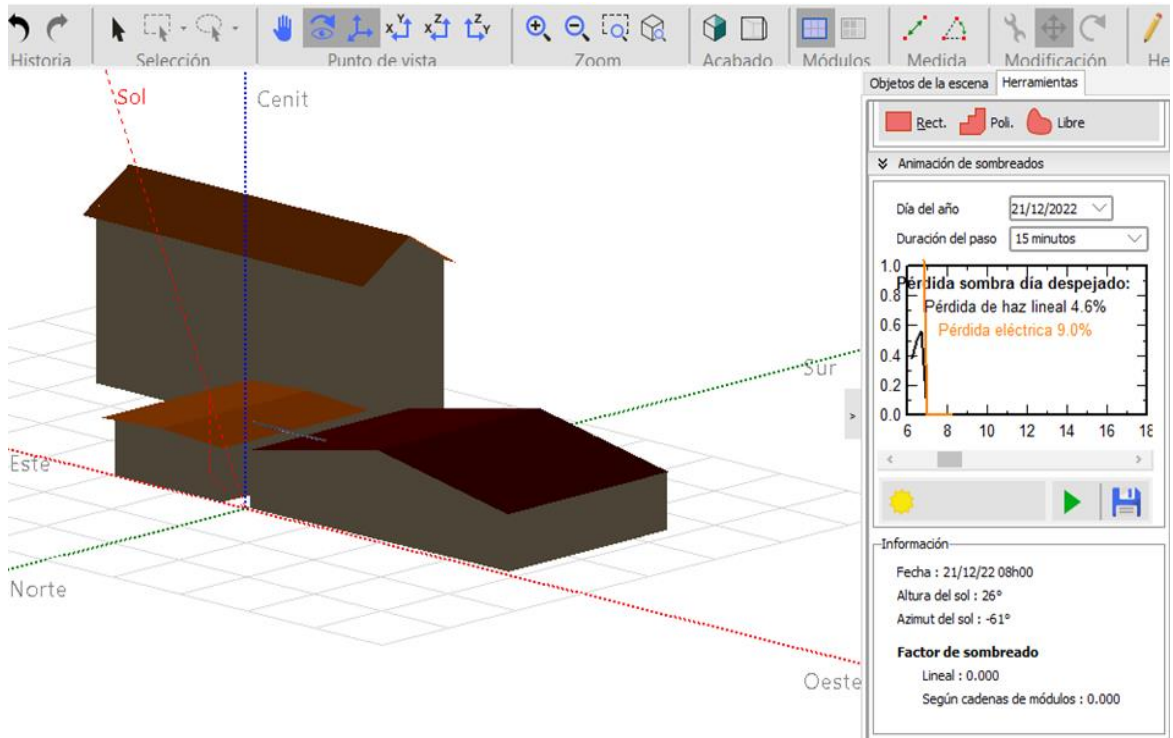 Historia Selección Punto de vista Zoom Acabado Módulos Medida Modificación He
Objetos de la escena Herramientas
Rect. Poli. Libre
Animación de sombreados
Día del año 21/12/2022
Duración del paso 15 minutos
1.0
Pérdida sombra día despejado:
0.8
Pérdida de haz lineal 4.6%
0.6
Pérdida eléctrica 9.0%
0.4
0.2
0.0
6 8 10 12 14 16 18
Información
Fecha : 21/12/22 08h00
Altura del sol : 26°
Azimut del sol : -61°
Factor de sombreado
Lineal : 0.000
Según cadenas de módulos : 0.000
Sol
Cenit
Sur
Este
Norte
Oeste
X Y
X Z
Z Y
>